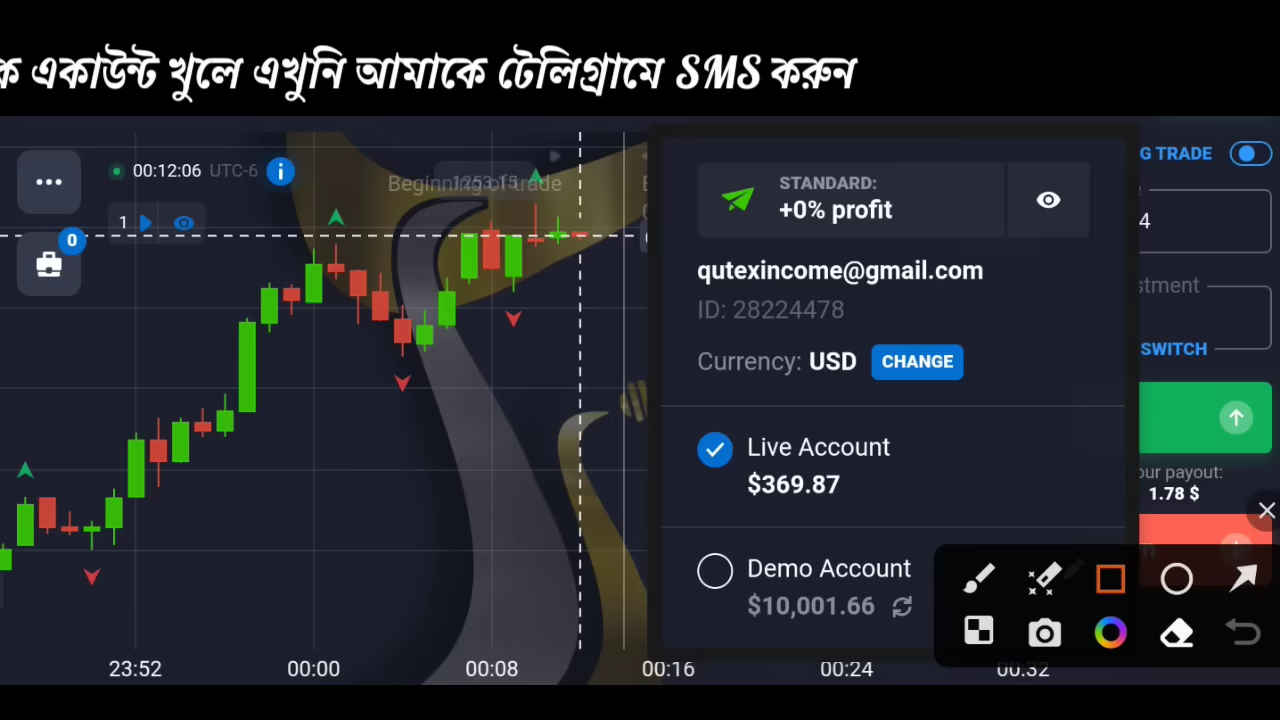 একাউন্ট খুলে এখুনি আমাকে টেলিগ্রামে SMS করুন
00:12:06 UTC-6
Beginning of trade
1
0
STANDARD:
+0% profit
qutexincome@gmail.com
ID: 28224478
Currency: USD CHANGE
Live Account
$369.87
Demo Account
$10,001.66
G TRADE
4
stment
SWITCH
our payout:
1.78 $
23:52 00:00 00:08 00:16 00:24 00:32